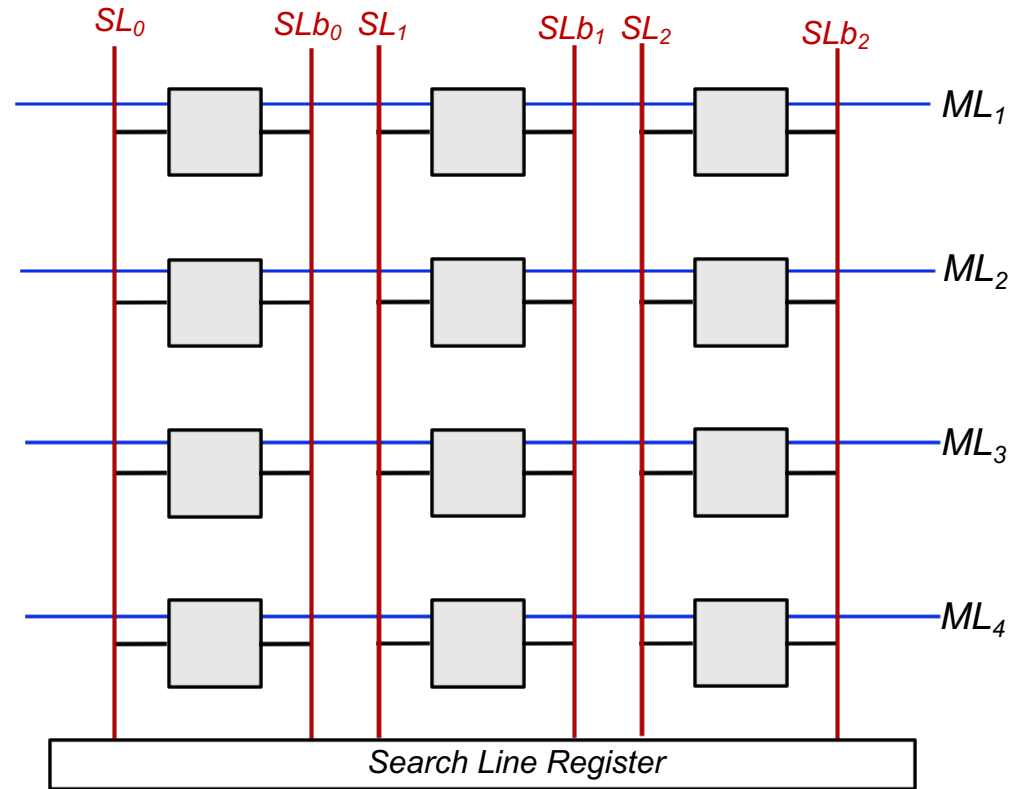 SL0 SLb0 SL1 SLb1 SL2 SLb2
ML1
ML2
ML3
ML4
Search Line Register